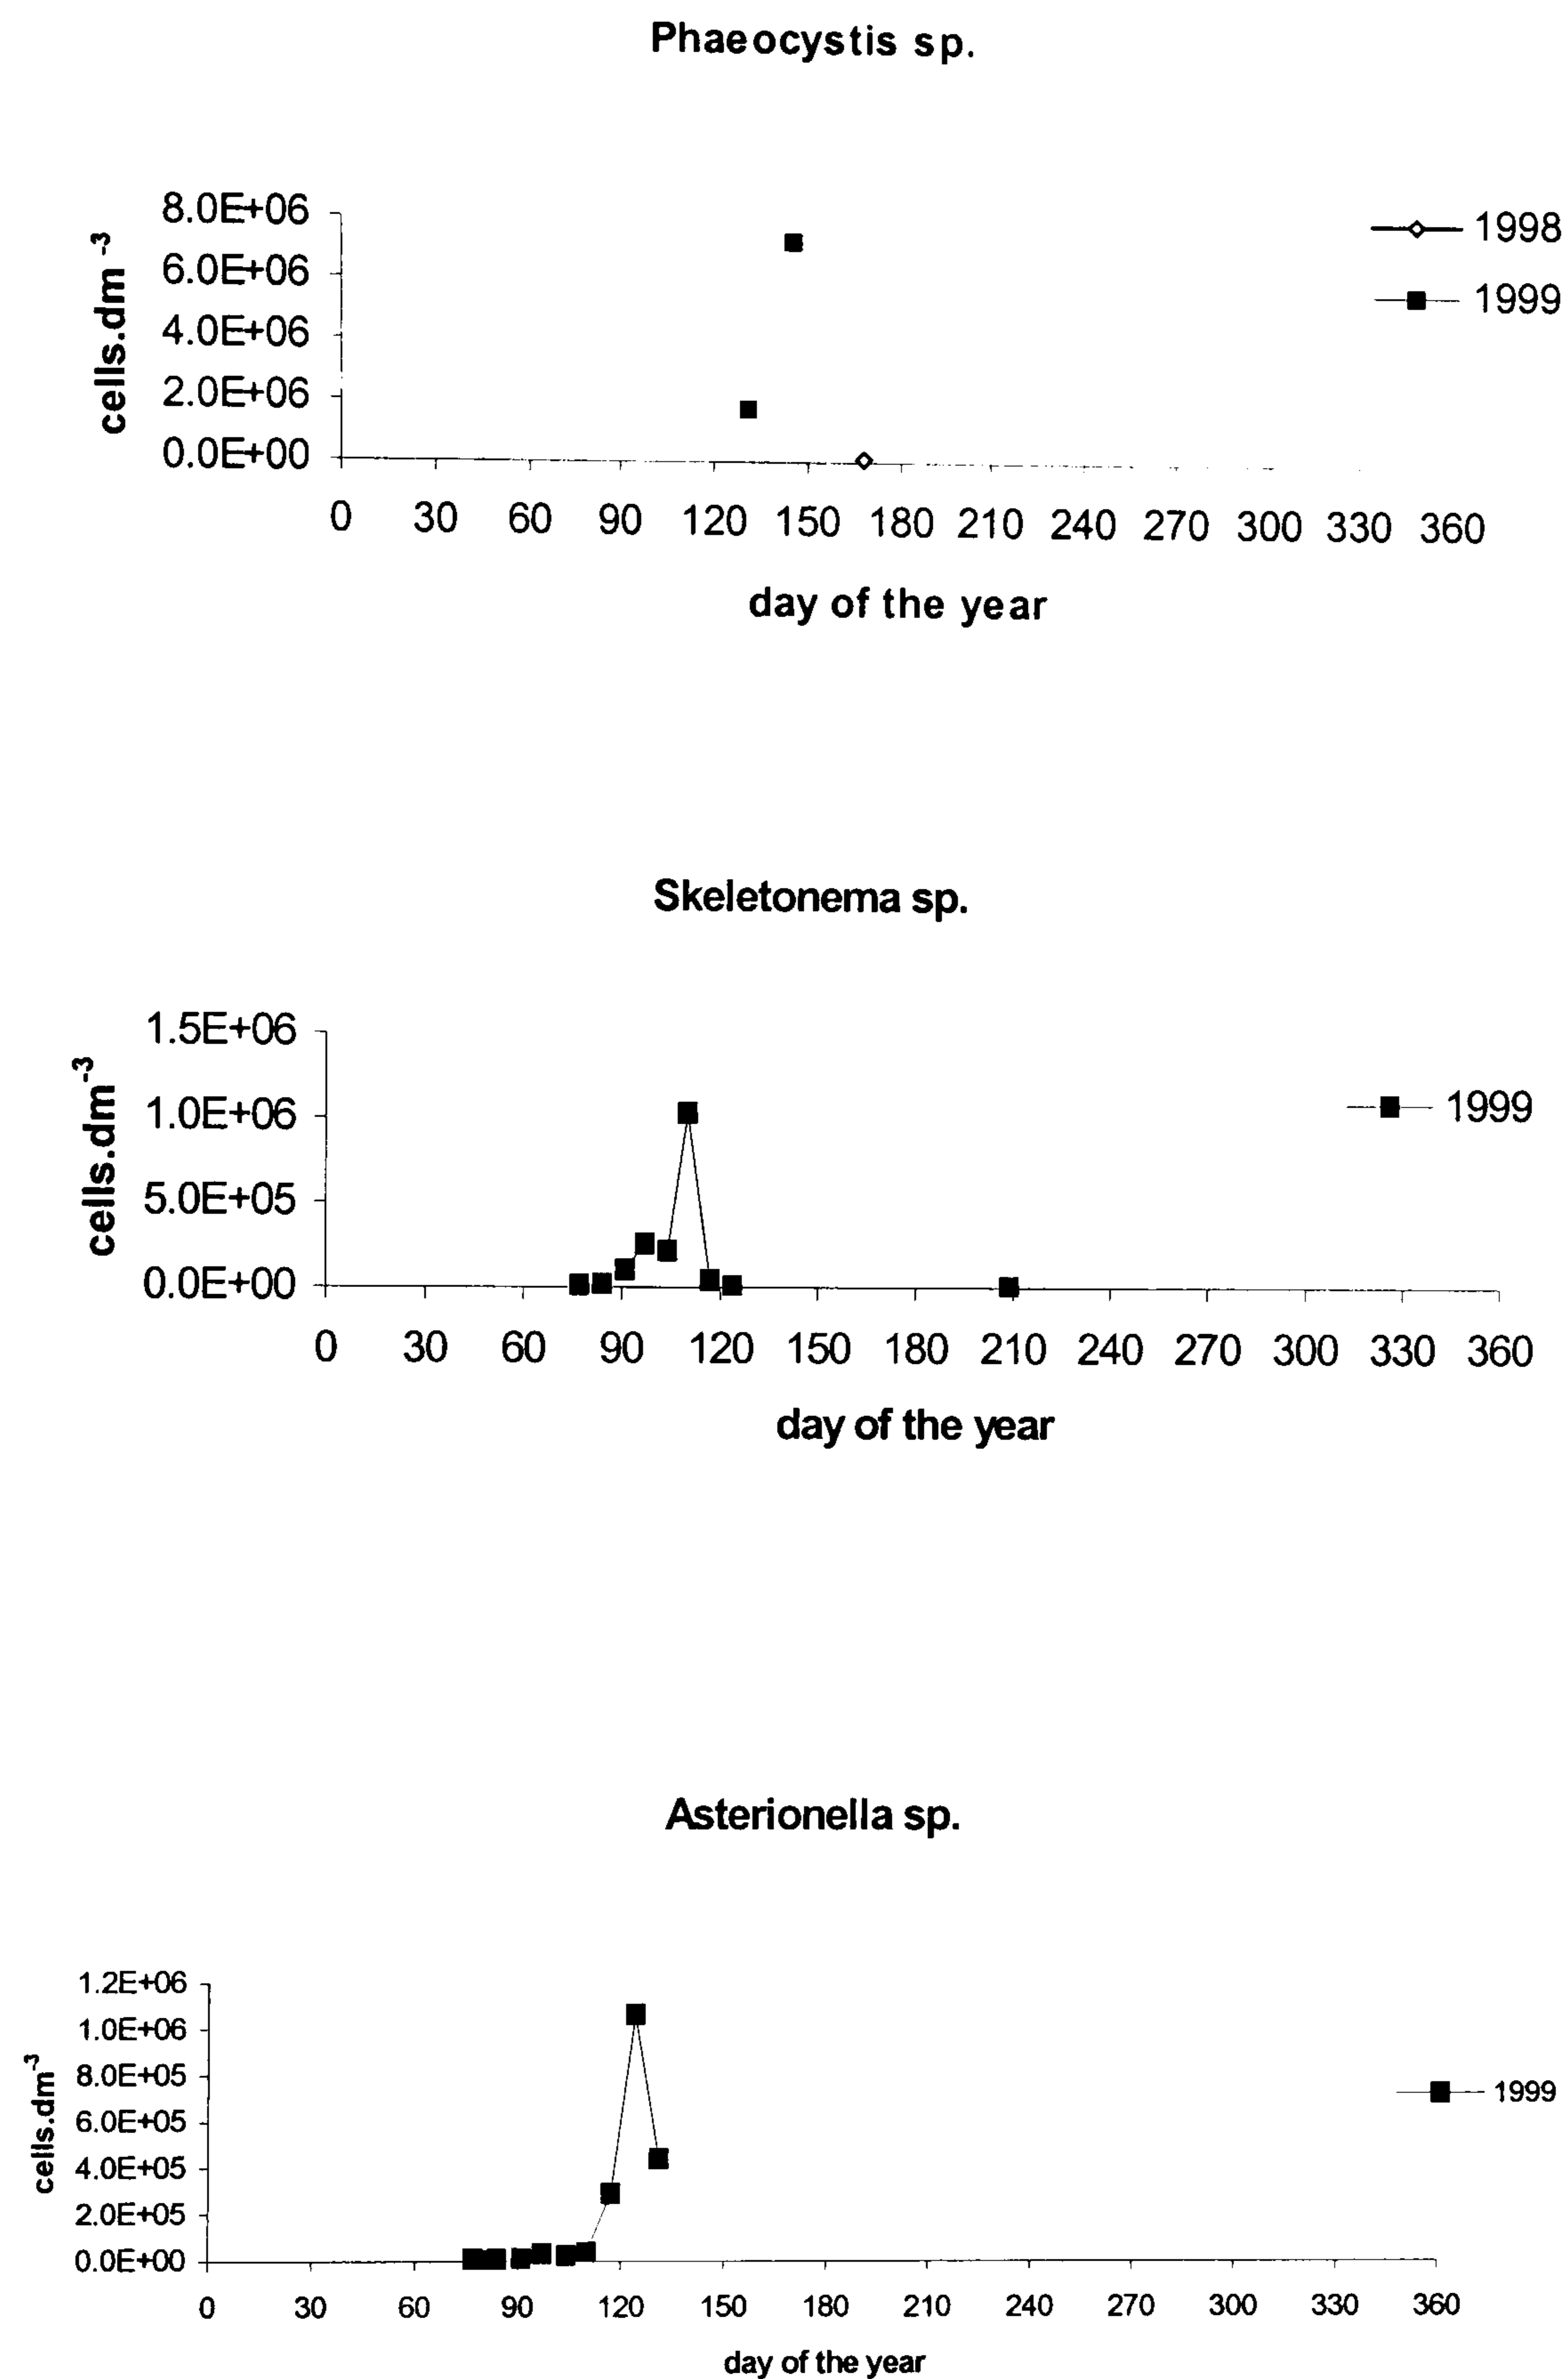 Phaeocystis sp.
8.0E+06
6.0E+06
4.0E+06
2.0E+06
0.0E+00
cells.dm-3
0 30 60 90 120 150 180 210 240 270 300 330 360
day of the year
1998
1999
Skeletonema sp.
1.5E+06
1.0E+06
5.0E+05
0.0E+00
cells.dm-3
0 30 60 90 120 150 180 210 240 270 300 330 360
day of the year
1999
Asterionella sp.
1.2E+06
1.0E+06
8.0E+05
6.0E+05
4.0E+05
2.0E+05
0.0E+00
cells.dm-3
0 30 60 90 120 150 180 210 240 270 300 330 360
day of the year
1999